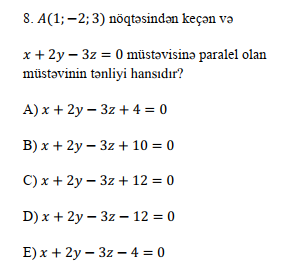 8. A(1; −2; 3) nöqtəsindən keçən və
x + 2y − 3z = 0 müstəvisinə paralel olan
müstəvinin tənliyi hansıdır?
A) x + 2y − 3z + 4 = 0
B) x + 2y − 3z + 10 = 0
C) x + 2y − 3z + 12 = 0
D) x + 2y − 3z − 12 = 0
E) x + 2y − 3z − 4 = 0